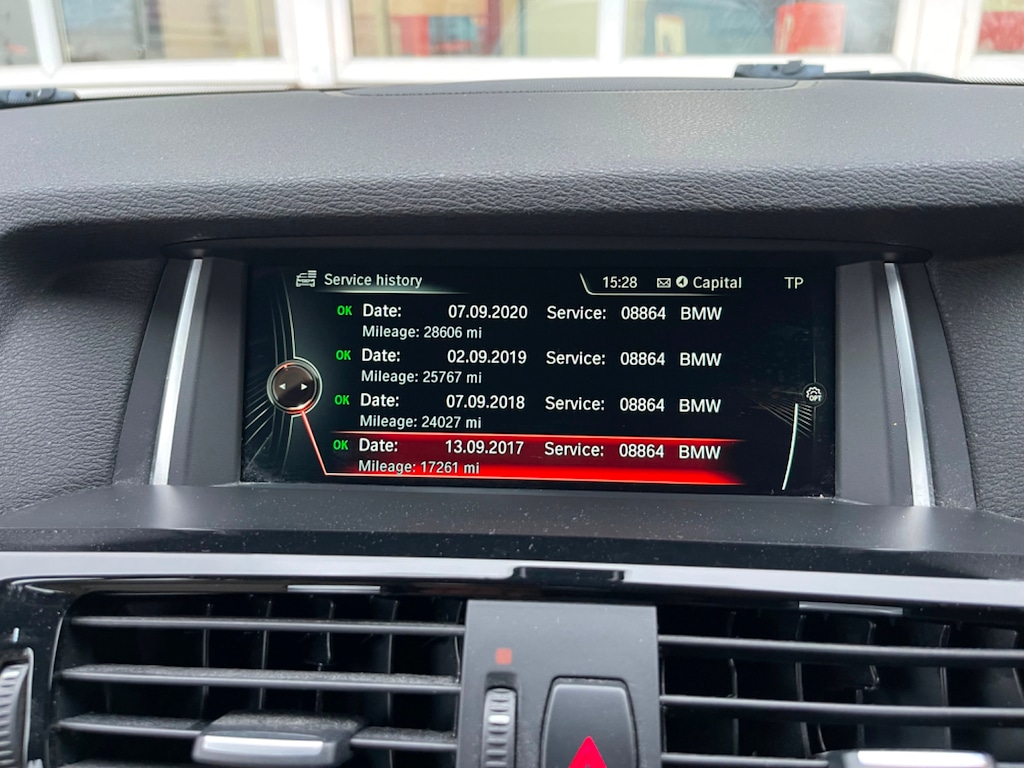 Service history 15:28 Capital TP
OK Date: 07.09.2020 Service: 08864 BMW
Mileage: 28606 mi
OK Date: 02.09.2019 Service: 08864 BMW
Mileage: 25767 mi
OK Date: 07.09.2018 Service: 08864 BMW
Mileage: 24027 mi
OK Date: 13.09.2017 Service: 08864 BMW
Mileage: 17261 mi
OPT